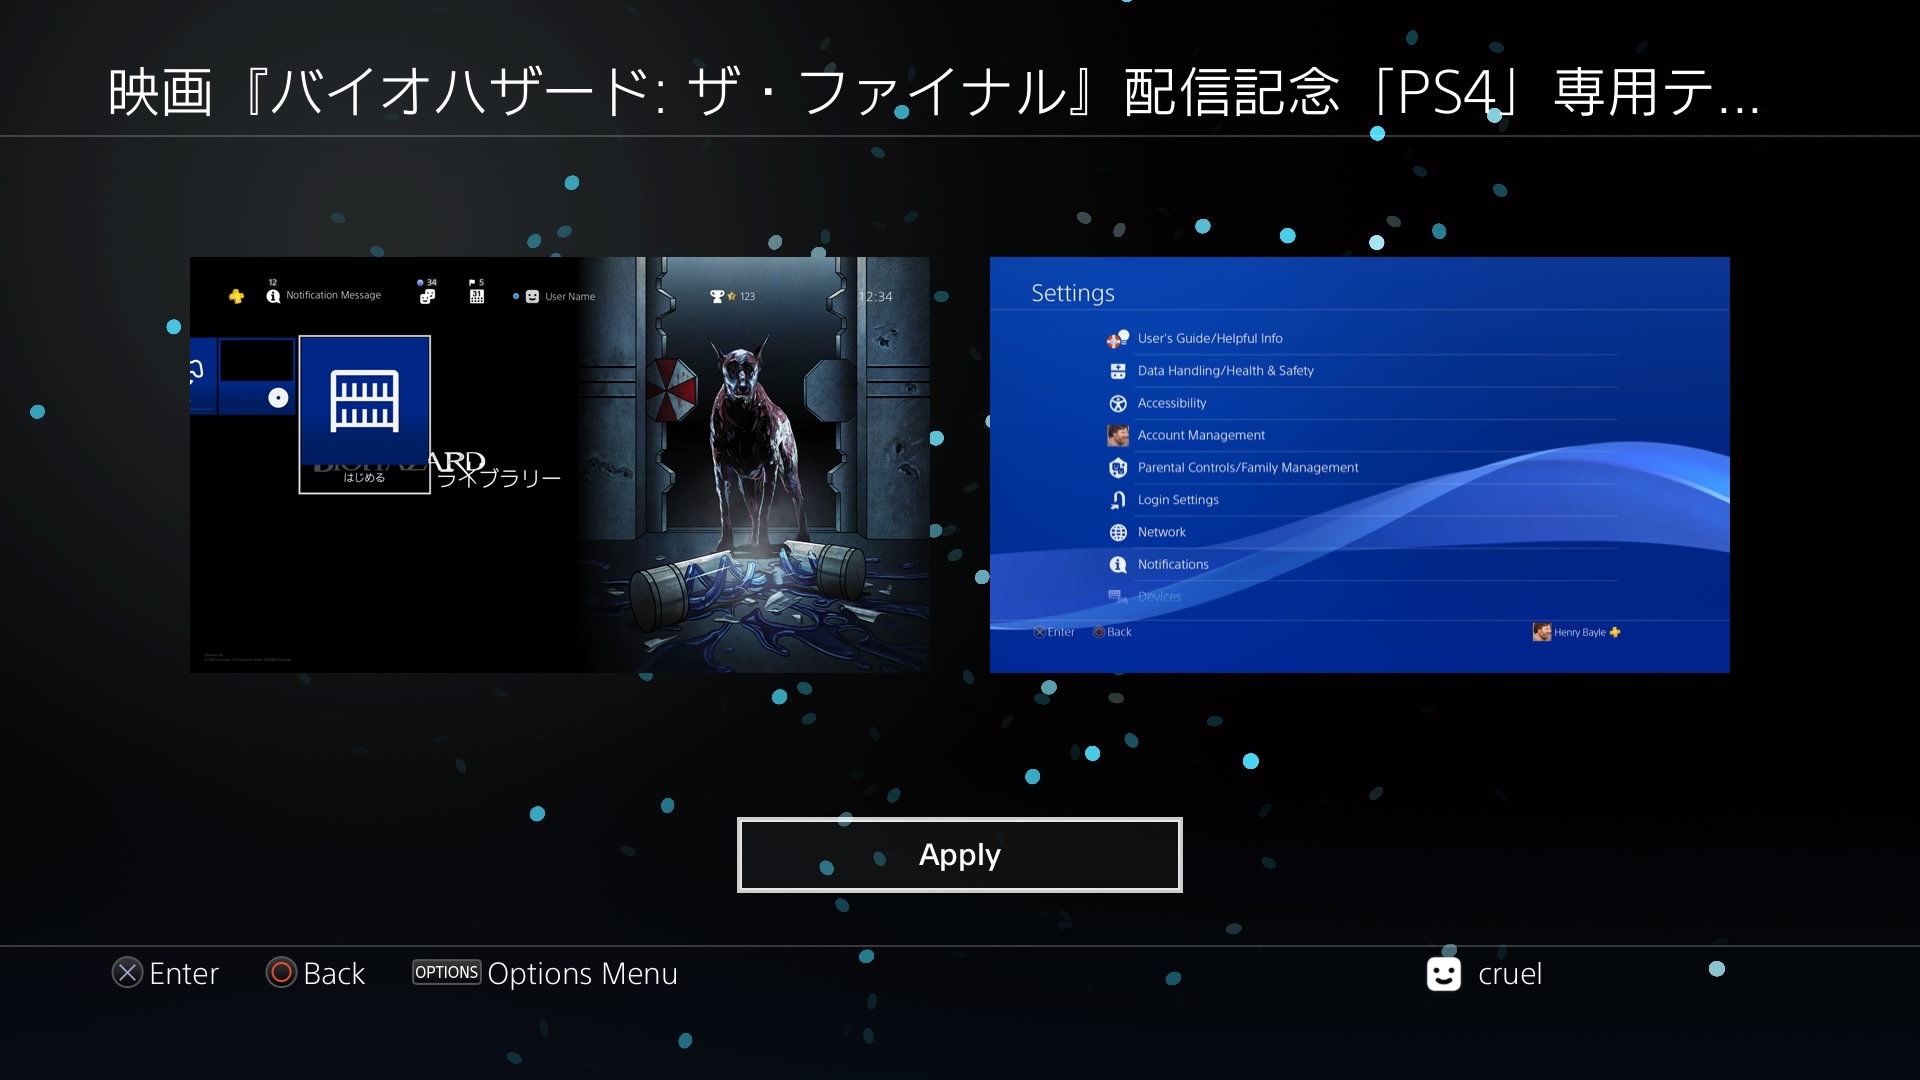 映画『バイオハザード: ザ・ファイナル』配信記念「PS4」専用テ...
12
Notification Message
34
5
31
User Name
123
12:34
BIOHAZARD
はじめる
ライブラリー
Settings
User's Guide/Helpful Info
Data Handling/Health & Safety
Accessibility
Account Management
Parental Controls/Family Management
Login Settings
Network
Notifications
Devices
Enter
Back
Henry Bayle
Apply
Enter
Back
OPTIONS Options Menu
cruel